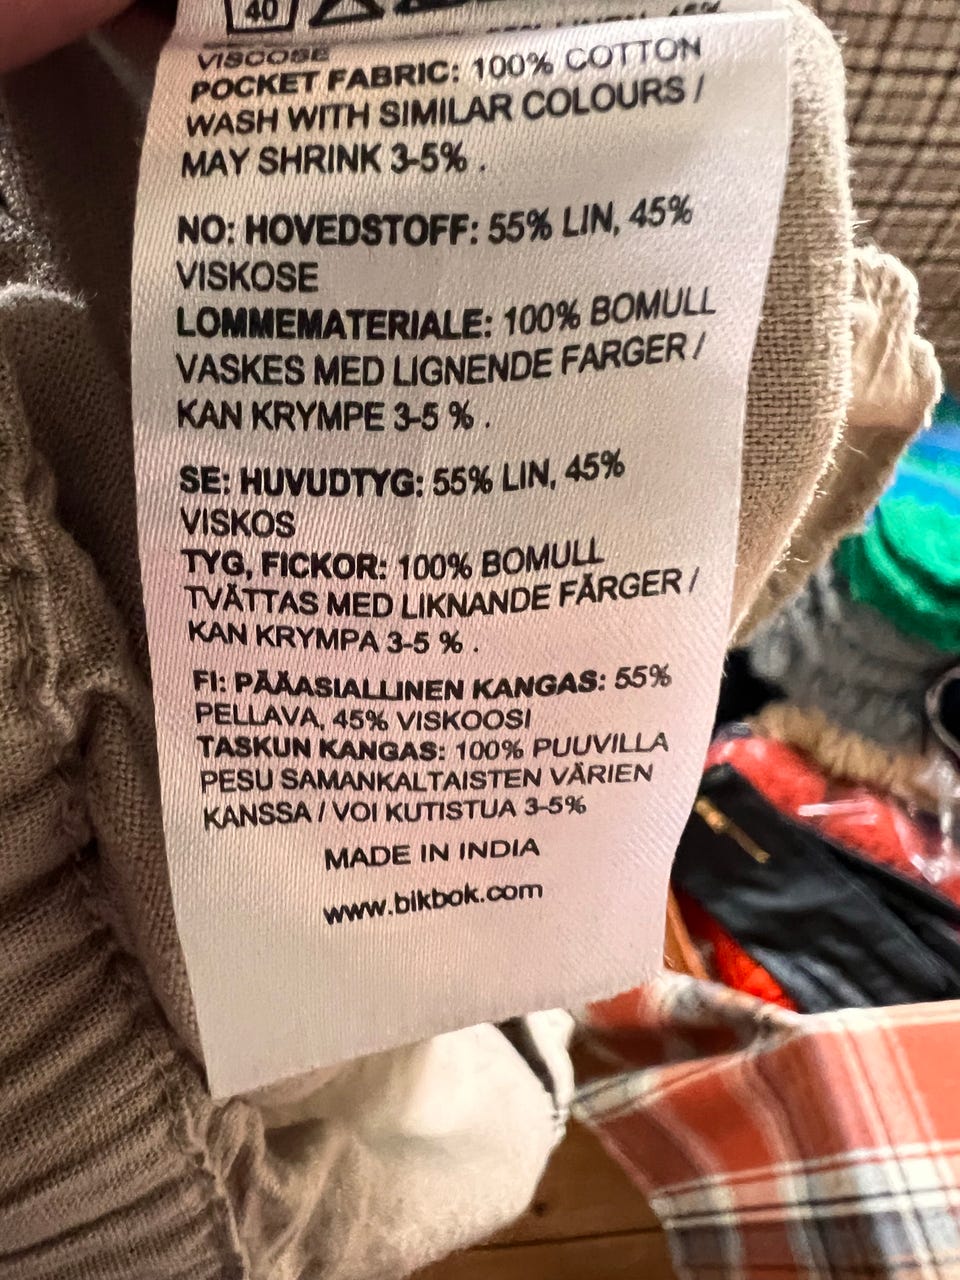 40
55% LINEN, 45%
VISCOSE
POCKET FABRIC: 100% COTTON
WASH WITH SIMILAR COLOURS /
MAY SHRINK 3-5% .
NO: HOVEDSTOFF: 55% LIN, 45%
VISKOSE
LOMMEMATERIALE: 100% BOMULL
VASKES MED LIGNENDE FARGER /
KAN KRYMPE 3-5 % .
SE: HUVUDTYG: 55% LIN, 45%
VISKOS
TYG, FICKOR: 100% BOMULL
TVÄTTAS MED LIKNANDE FÄRGER /
KAN KRYMPA 3-5 % .
FI: PÄÄASIALLINEN KANGAS: 55%
PELLAVA, 45% VISKOOSI
TASKUN KANGAS: 100% PUUVILLA
PESU SAMANKALTAISTEN VÄRIEN
KANSSA / VOI KUTISTUA 3-5%
MADE IN INDIA
www.bikbok.com